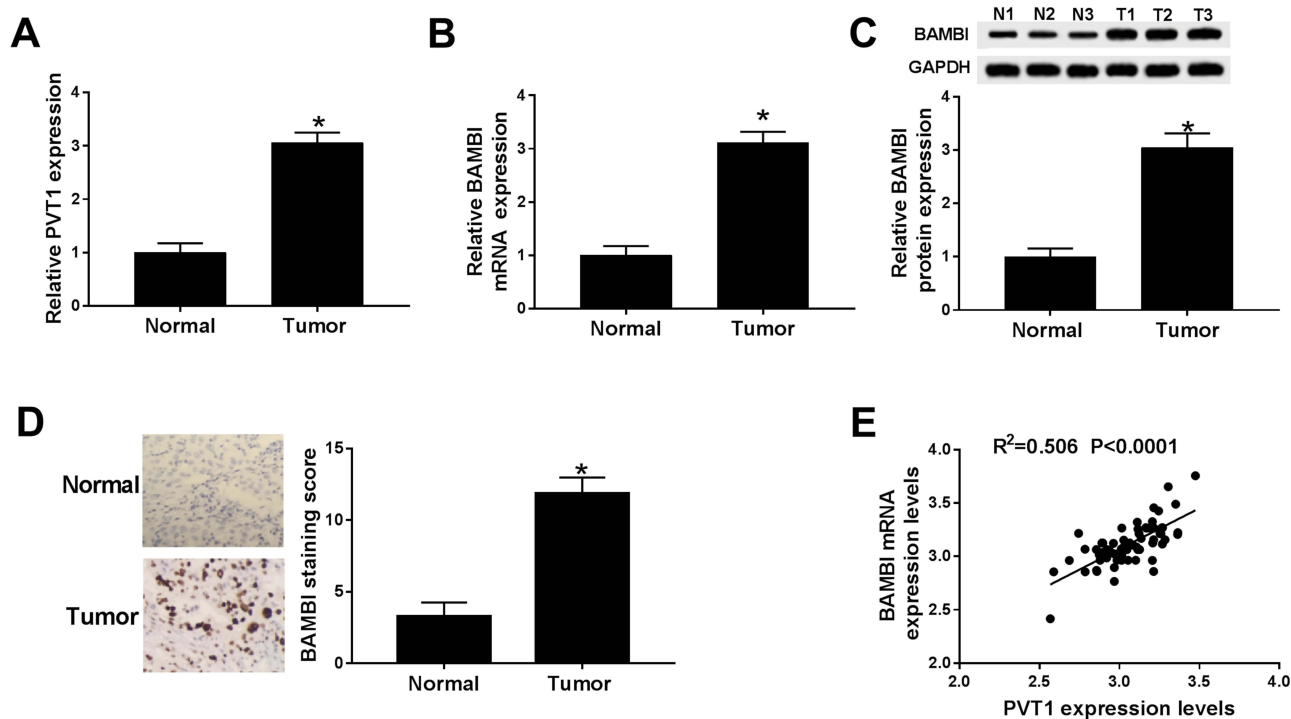 A
Relative PVT1 expression
4
3
2
1
0
*
Normal Tumor
B
Relative BAMBI
mRNA expression
4
3
2
1
0
*
Normal Tumor
C
N1 N2 N3 T1 T2 T3
BAMBI
GAPDH
Relative BAMBI
protein expression
4
3
2
1
0
*
Normal Tumor
D
Normal
Tumor
BAMBI staining score
15
10
5
0
*
Normal Tumor
E
R²=0.506 P<0.0001
BAMBI mRNA
expression levels
4.0
3.5
3.0
2.5
2.0
2.0 2.5 3.0 3.5 4.0
PVT1 expression levels